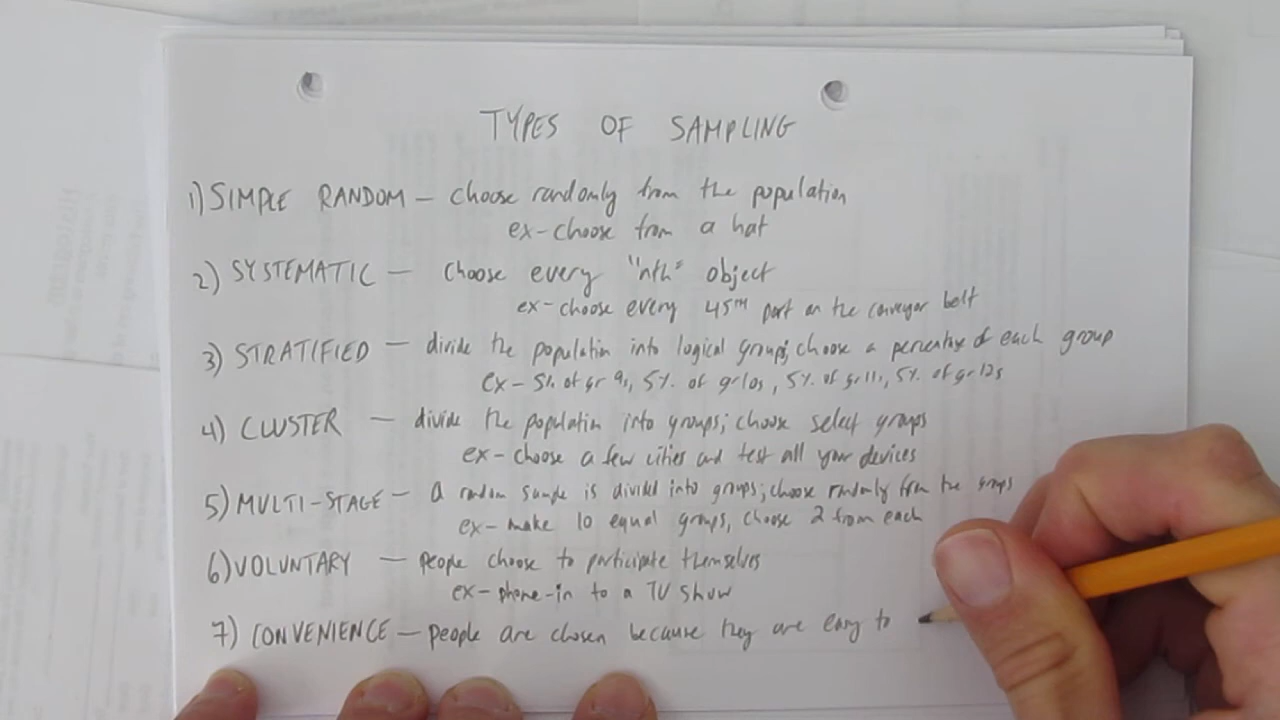 TYPES OF SAMPLING
1) SIMPLE RANDOM – choose randomly from the population
ex – choose from a hat
2) SYSTEMATIC – choose every "nth" object
ex – choose every 45TH part on the conveyor belt
3) STRATIFIED – divide the population into logical groups; choose a percentage of each group
ex – 5% of gr 9s, 5% of gr 10s, 5% of gr 11s, 5% of gr 12s
4) CLUSTER – divide the population into groups; choose select groups
ex – choose a few cities and test all your devices
5) MULTI-STAGE – a random sample is divided into groups; choose randomly from the groups
ex – make 10 equal groups, choose 2 from each
6) VOLUNTARY – people choose to participate themselves
ex – phone-in to a TV show
7) CONVENIENCE – people are chosen because they are easy to